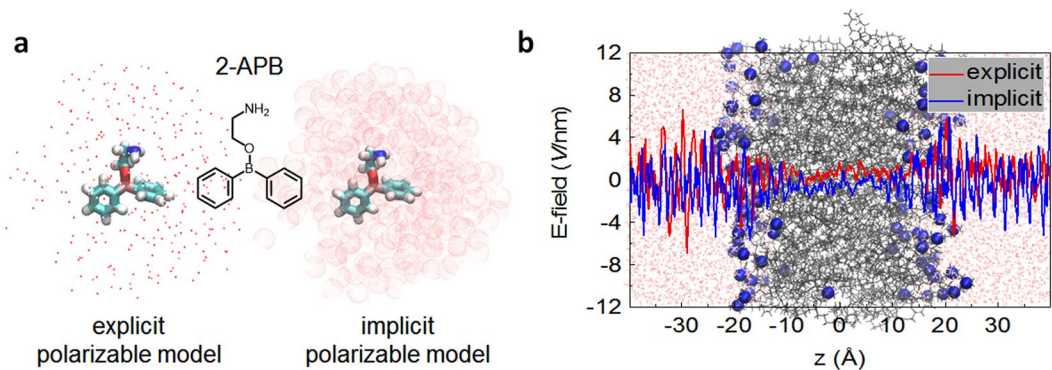 a
2-APB
NH₂
O
B
explicit
polarizable model
implicit
polarizable model
b
12
8
4
0
-4
-8
-12
E-field (V/nm)
explicit
implicit
-30 -20 -10 0 10 20 30
z (Å)